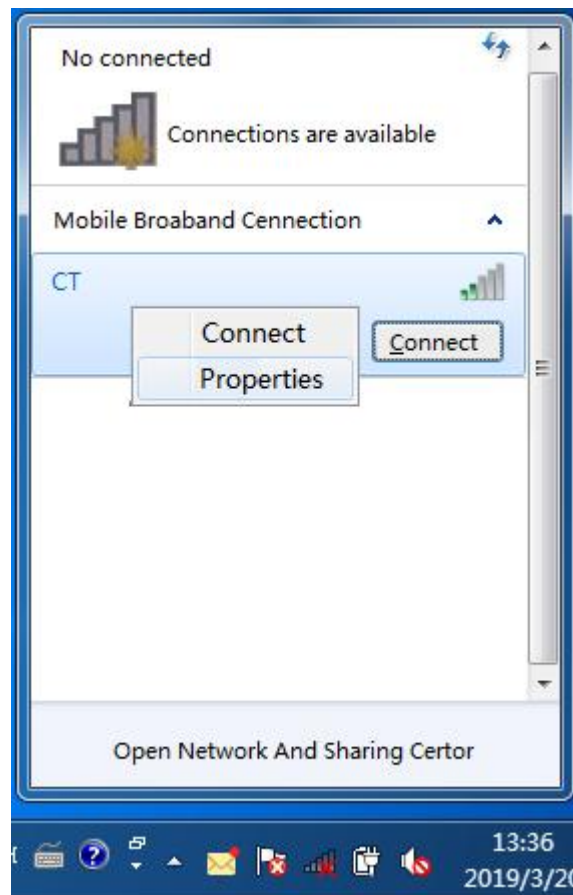 No connected
Connections are available
Mobile Broaband Cennection
CT
Connect
Connect
Properties
Open Network And Sharing Certor
13:36
2019/3/20